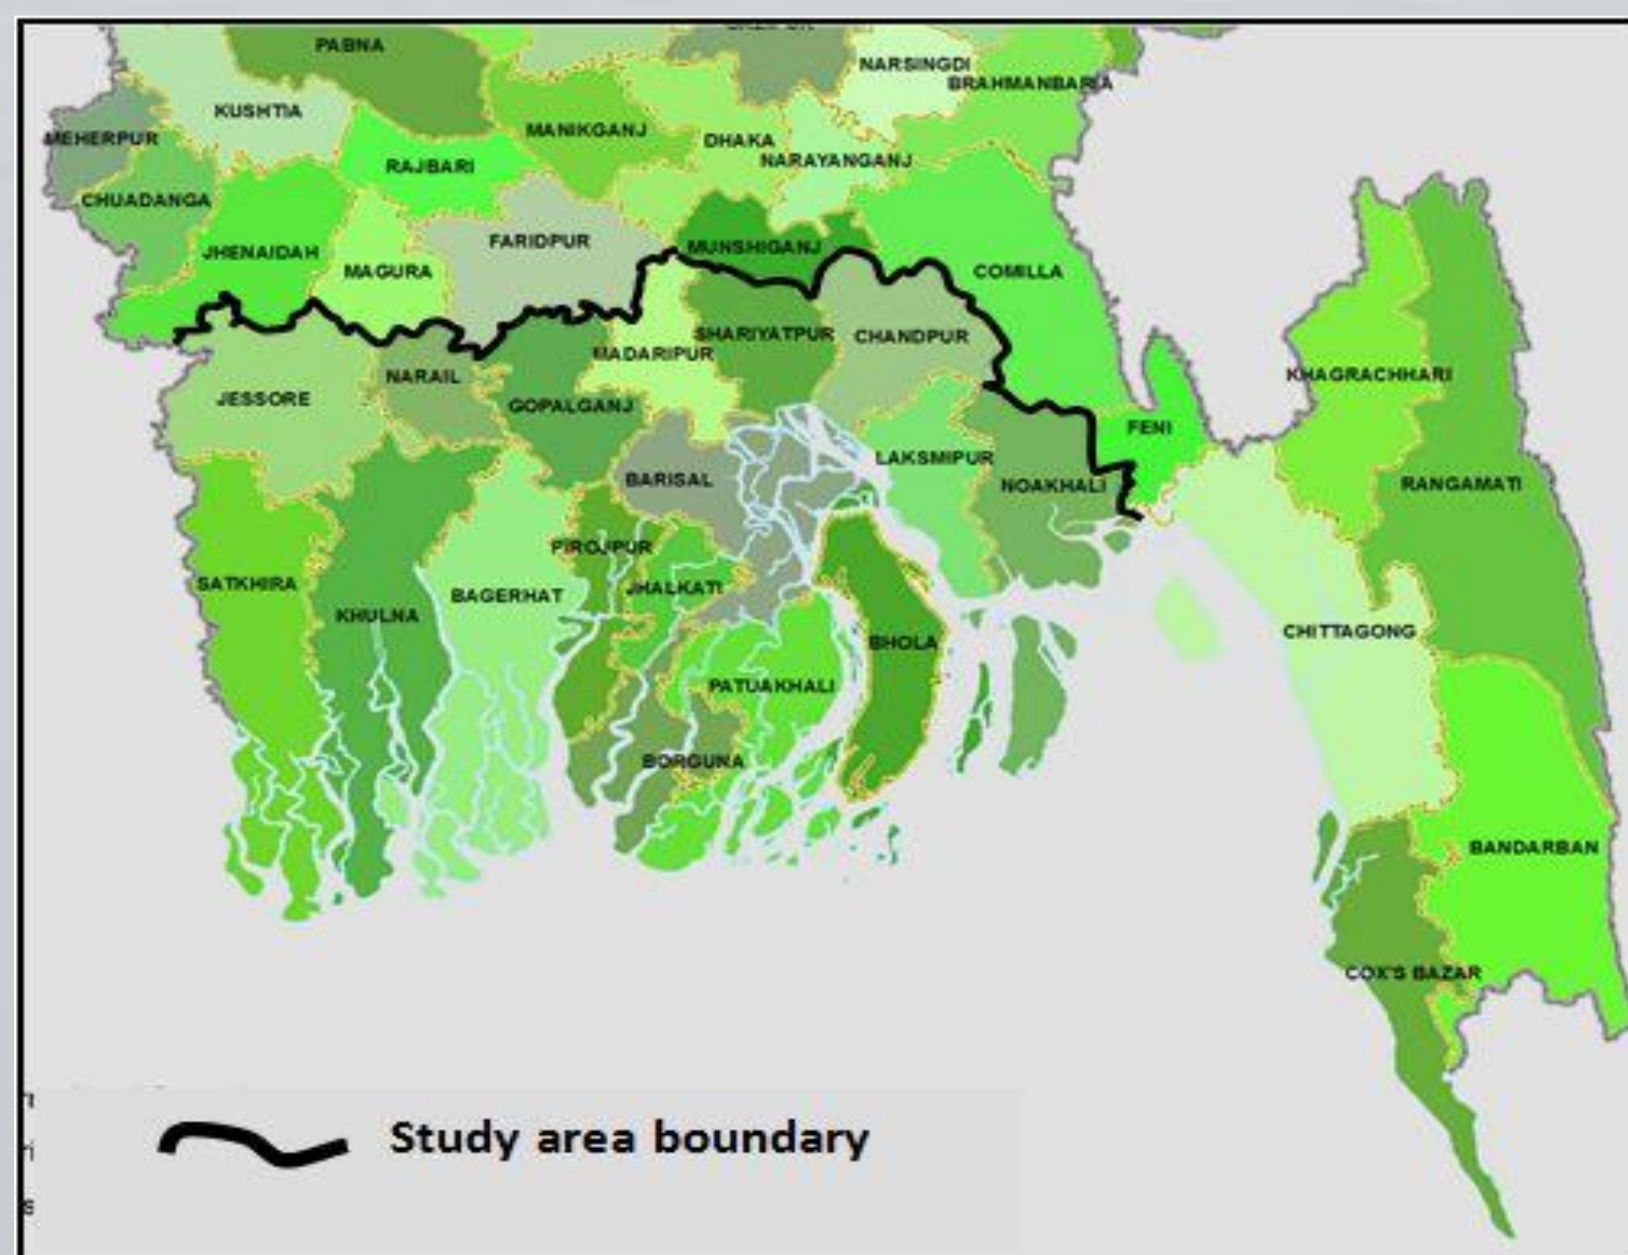 PABNA
NARSINGDI
BRAHMANBARIA
KUSHTIA
MEHERPUR
MANIKGANJ
DHAKA
NARAYANGANJ
RAJBARI
CHUADANGA
FARIDPUR
MUNSHIGANJ
JHENAIDAH
MAGURA
COMILLA
SHARIYATPUR
CHANDPUR
MADARIPUR
NARAIL
KHAGRACHHARI
JESSORE
GOPALGANJ
FENI
LAKSMIPUR
BARISAL
NOAKHALI
RANGAMATI
PIROJPUR
SATKHIRA
JHALKATI
BAGERHAT
KHULNA
CHITTAGONG
BHOLA
PATUAKHALI
BORGUNA
BANDARBAN
COX'S BAZAR
Study area boundary